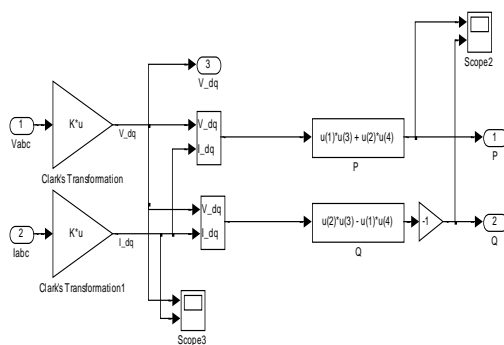 Scope2
3
V_dq
1
Vabc
K*u
V_dq
Clark's Transformation
V_dq
I_dq
u(1)*u(3) + u(2)*u(4)
P
1
P
2
Iabc
K*u
I_dq
Clark's Transformation1
V_dq
I_dq
u(2)*u(3) - u(1)*u(4)
Q
-1
2
Q
Scope3